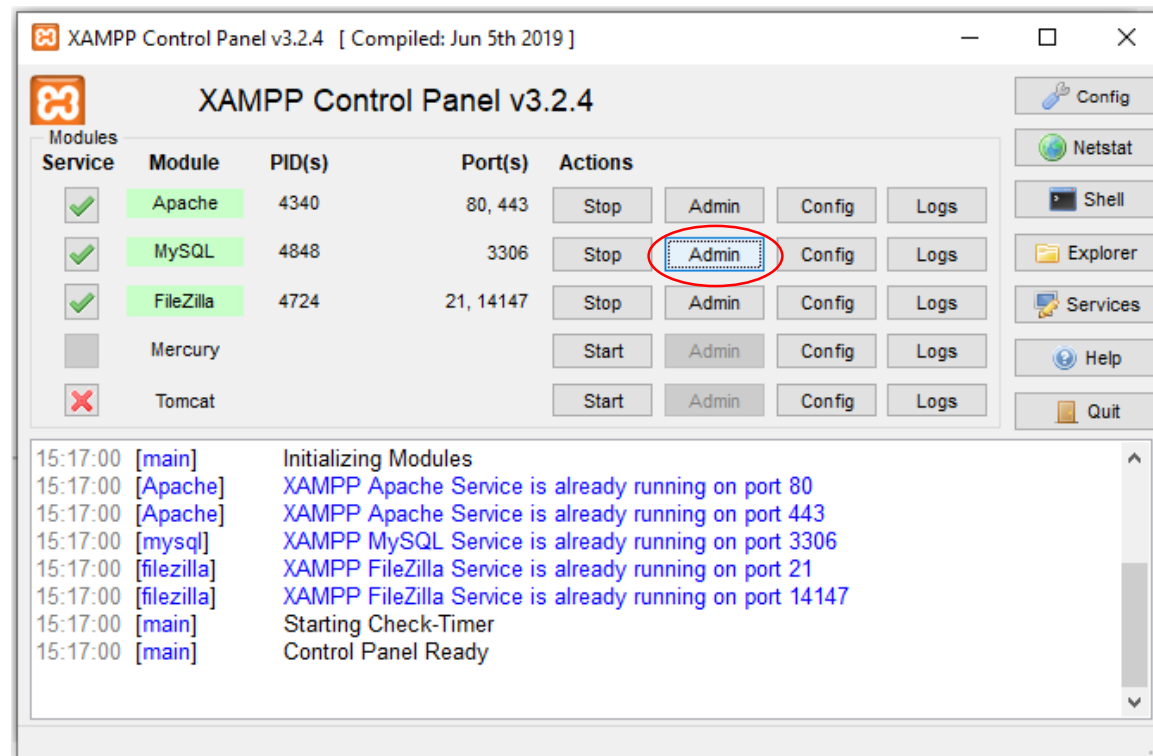 XAMPP Control Panel v3.2.4 [ Compiled: Jun 5th 2019 ]
XAMPP Control Panel v3.2.4
Config
Modules
Netstat
Service Module PID(s) Port(s) Actions
Apache 4340 80, 443 Stop Admin Config Logs
Shell
MySQL 4848 3306 Stop Admin Config Logs
Explorer
FileZilla 4724 21, 14147 Stop Admin Config Logs
Services
Mercury Start Admin Config Logs
Help
Tomcat Start Admin Config Logs
Quit
15:17:00 [main] Initializing Modules
15:17:00 [Apache] XAMPP Apache Service is already running on port 80
15:17:00 [Apache] XAMPP Apache Service is already running on port 443
15:17:00 [mysql] XAMPP MySQL Service is already running on port 3306
15:17:00 [filezilla] XAMPP FileZilla Service is already running on port 21
15:17:00 [filezilla] XAMPP FileZilla Service is already running on port 14147
15:17:00 [main] Starting Check-Timer
15:17:00 [main] Control Panel Ready